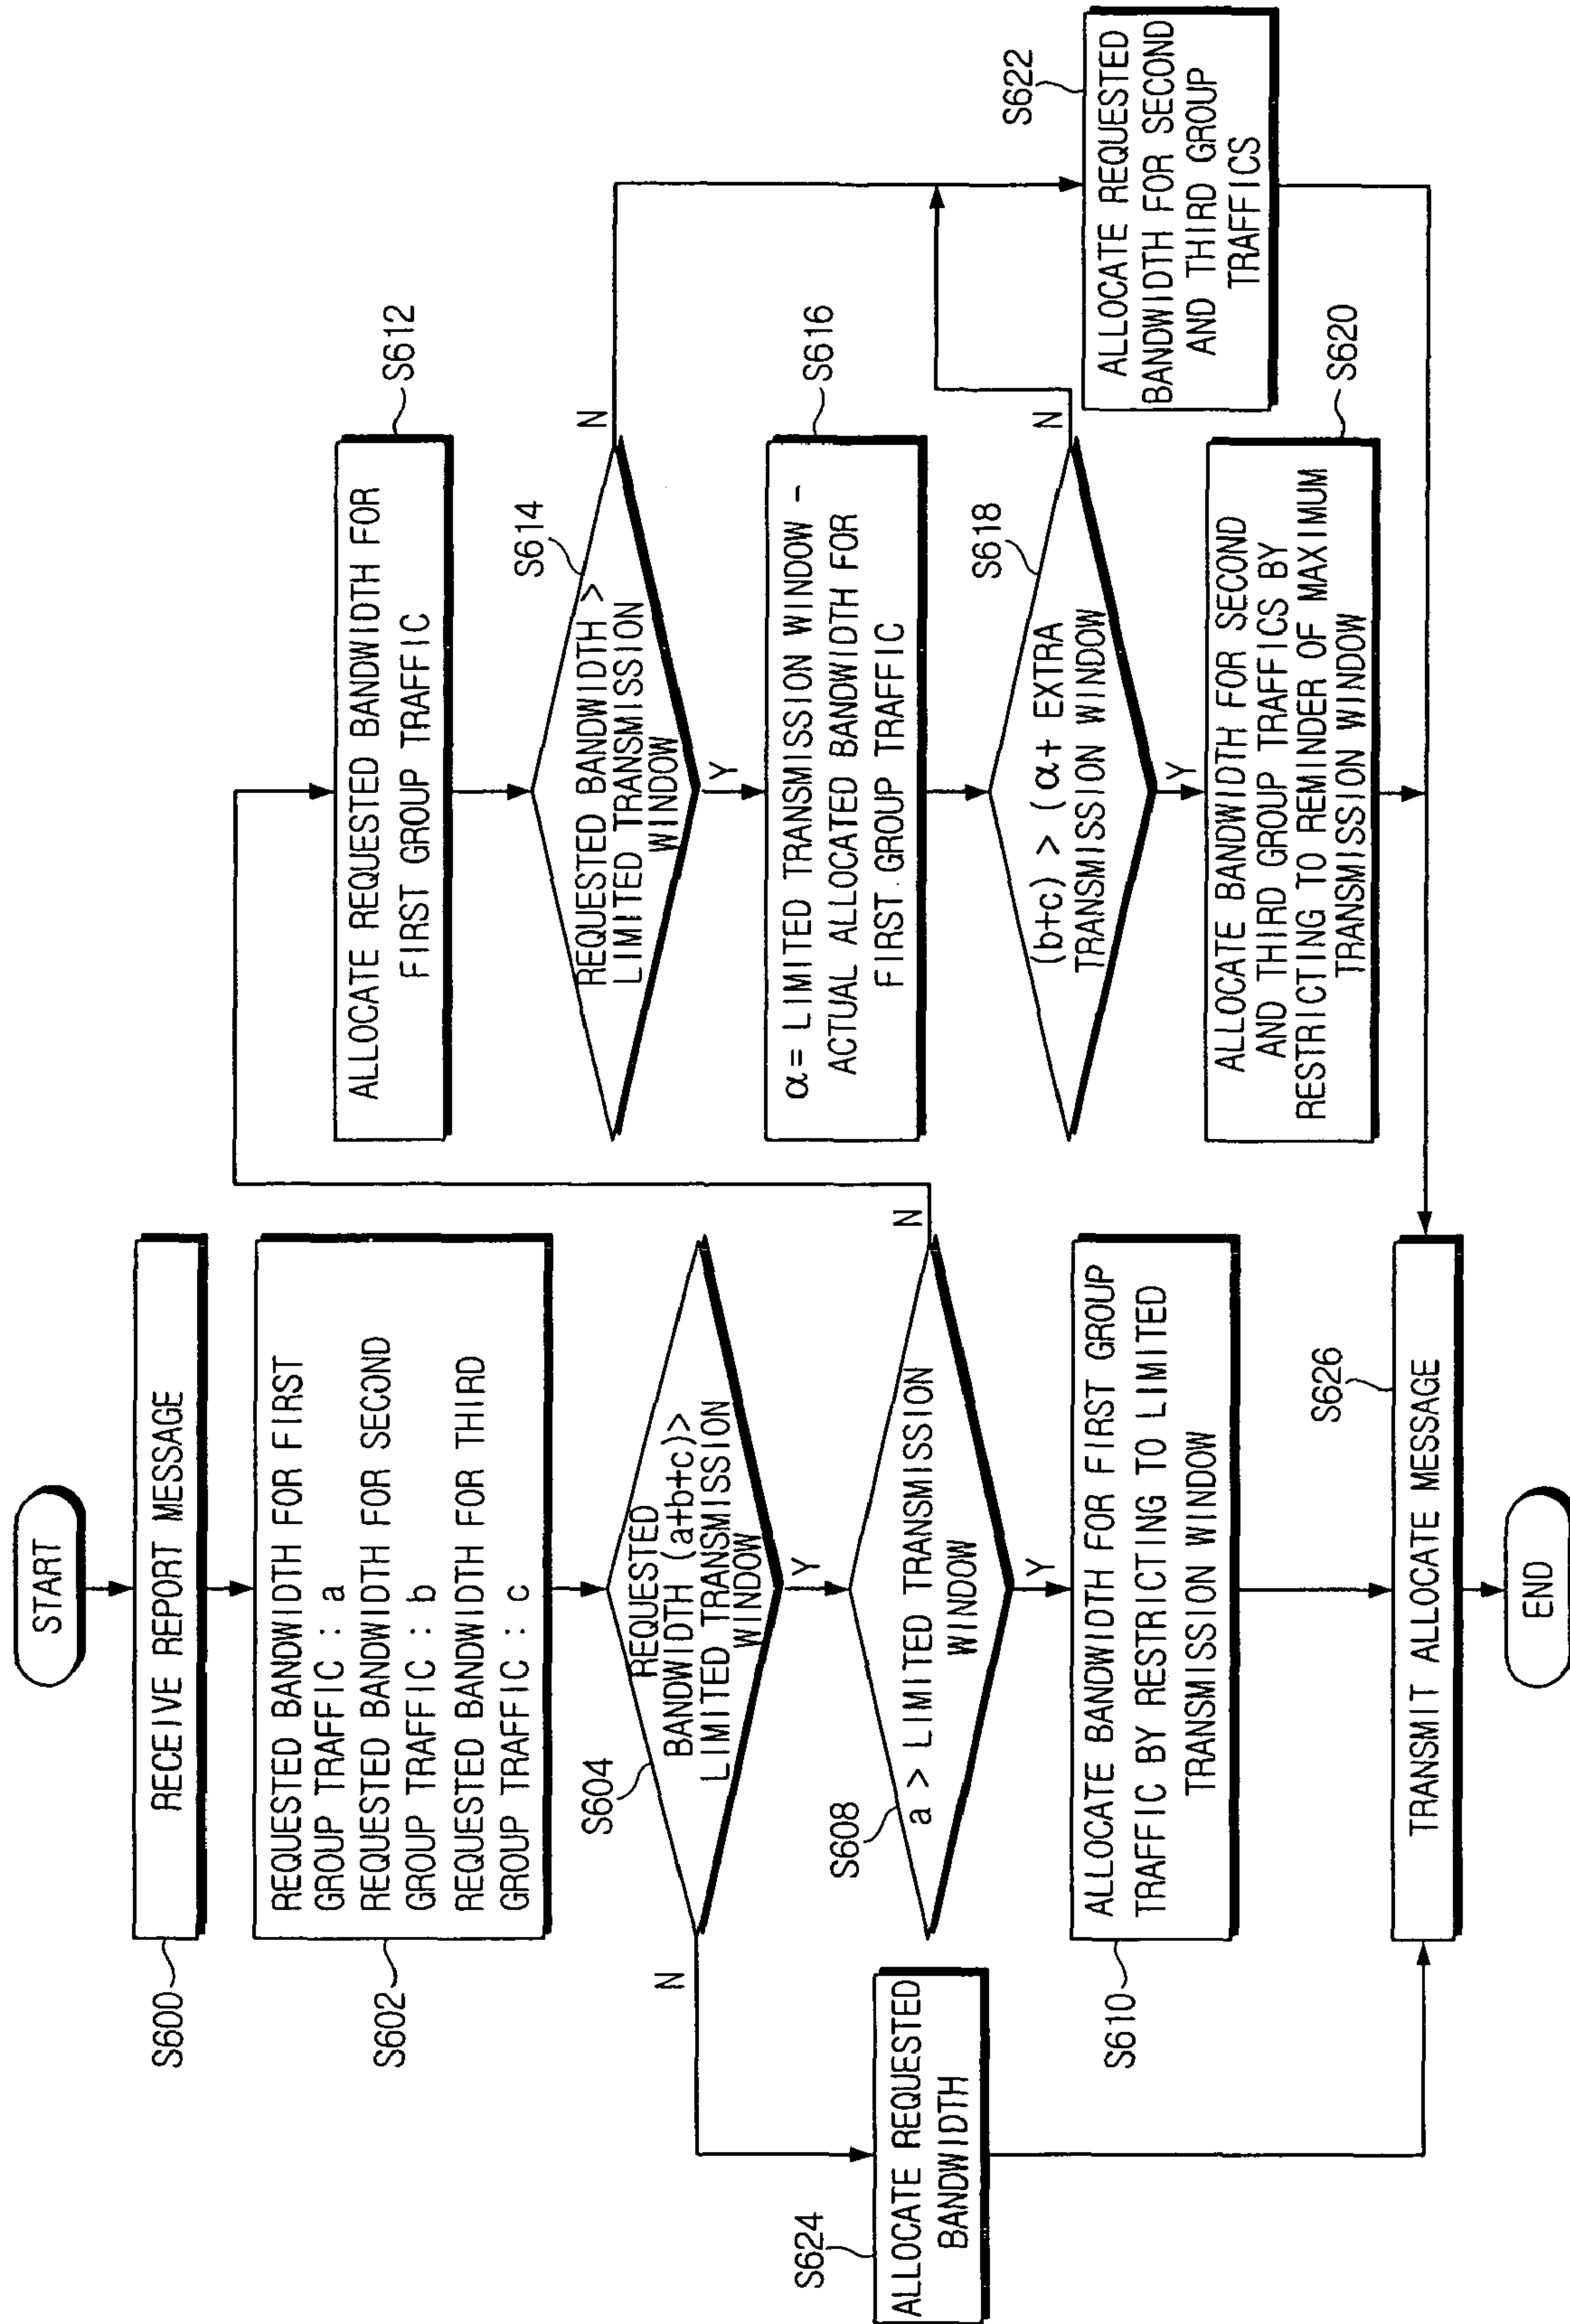 START
S600
RECEIVE REPORT MESSAGE
S602
REQUESTED BANDWIDTH FOR FIRST
GROUP TRAFFIC : a
REQUESTED BANDWIDTH FOR SECOND
GROUP TRAFFIC : b
REQUESTED BANDWIDTH FOR THIRD
GROUP TRAFFIC : c
S604
REQUESTED
BANDWIDTH (a+b+c)>
LIMITED TRANSMISSION
WINDOW
N
Y
S624
ALLOCATE REQUESTED
BANDWIDTH
S608
a > LIMITED TRANSMISSION
WINDOW
N
Y
S610
ALLOCATE BANDWIDTH FOR FIRST GROUP
TRAFFIC BY RESTRICTING TO LIMITED
TRANSMISSION WINDOW
S626
TRANSMIT ALLOCATE MESSAGE
END
S612
ALLOCATE REQUESTED BANDWIDTH FOR
FIRST GROUP TRAFFIC
S614
REQUESTED BANDWIDTH >
LIMITED TRANSMISSION
WINDOW
N
Y
S616
α= LIMITED TRANSMISSION WINDOW -
ACTUAL ALLOCATED BANDWIDTH FOR
FIRST.GROUP TRAFFIC
S618
(b+c) > (α+ EXTRA
TRANSMISSION WINDOW
N
Y
S620
ALLOCATE BANDWIDTH FOR SECOND
AND THIRD GROUP TRAFFICS BY
RESTRICTING TO REMINDER OF MAXIMUM
TRANSMISSION WINDOW
S622
ALLOCATE REQUESTED
BANDWIDTH FOR SECOND
AND THIRD GROUP
TRAFFICS